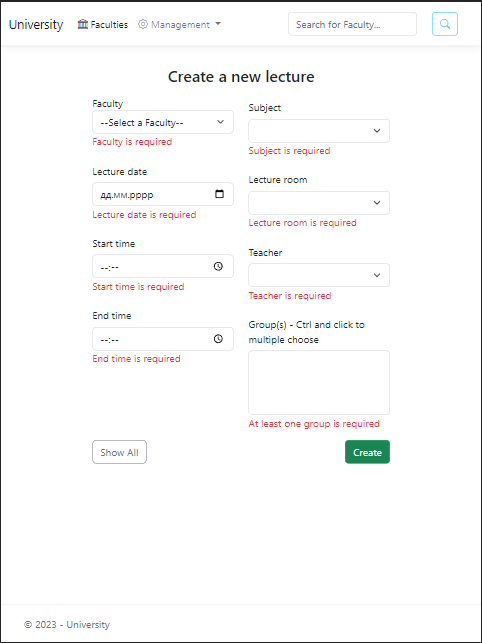 University
Faculties
Management
Search for Faculty...
Create a new lecture
Faculty
--Select a Faculty--
Faculty is required
Subject
Subject is required
Lecture date
дд.мм.рррр
Lecture date is required
Lecture room
Lecture room is required
Start time
--:--
Start time is required
Teacher
Teacher is required
End time
--:--
End time is required
Group(s) - Ctrl and click to
multiple choose
At least one group is required
Show All
Create
© 2023 - University